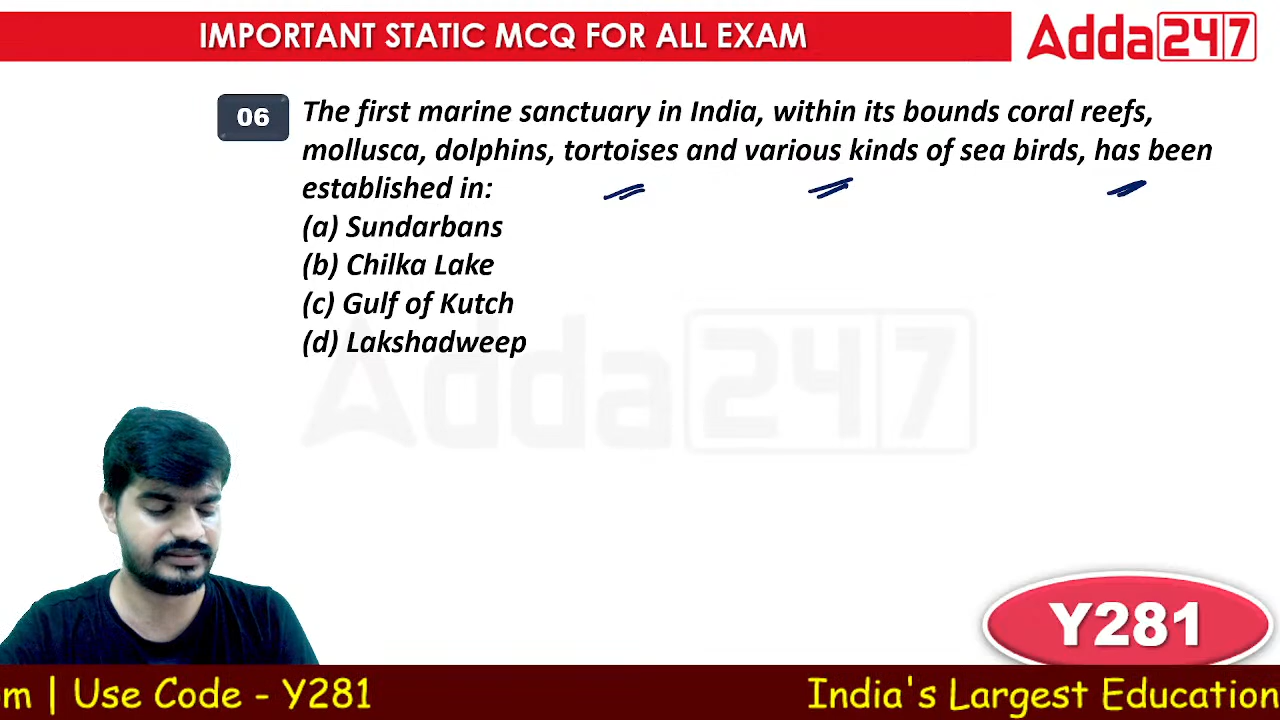 IMPORTANT STATIC MCQ FOR ALL EXAM
Adda247
06
The first marine sanctuary in India, within its bounds coral reefs,
mollusca, dolphins, tortoises and various kinds of sea birds, has been
established in:
(a) Sundarbans
(b) Chilka Lake
(c) Gulf of Kutch
(d) Lakshadweep
Adda247
Y281
m | Use Code - Y281
India's Largest Education